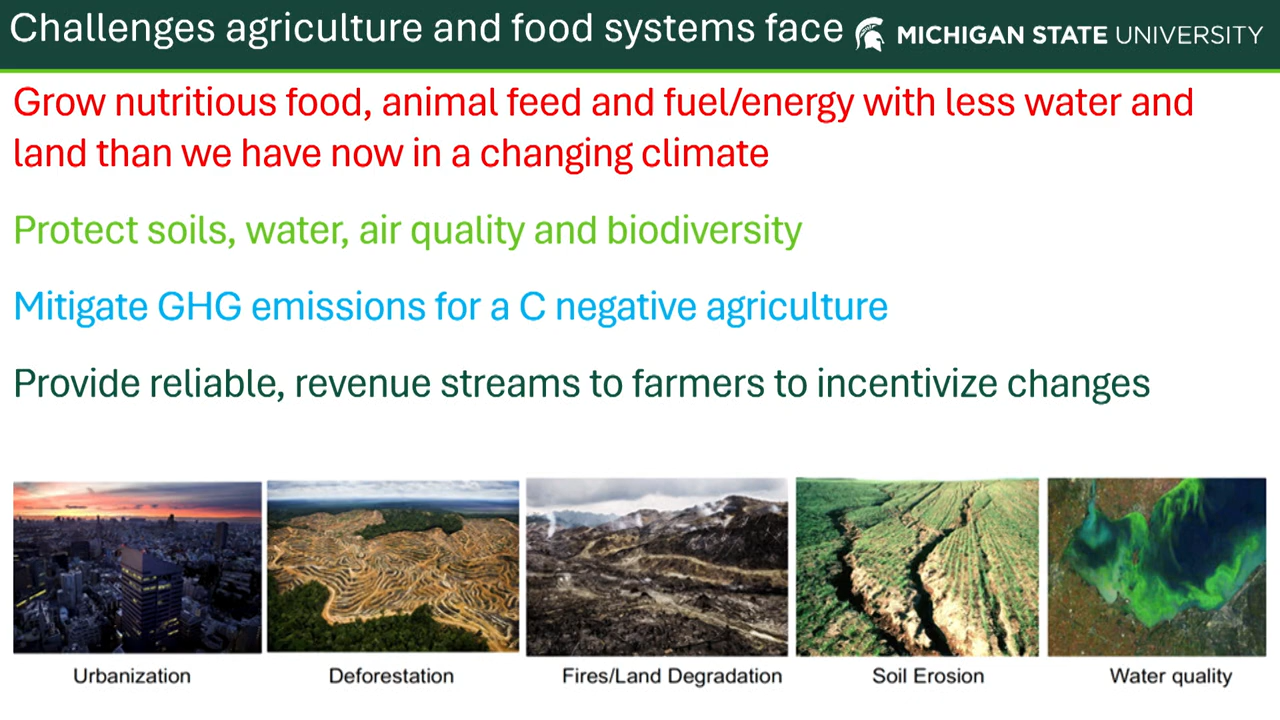 Challenges agriculture and food systems face
MICHIGAN STATE UNIVERSITY
Grow nutritious food, animal feed and fuel/energy with less water and
land than we have now in a changing climate
Protect soils, water, air quality and biodiversity
Mitigate GHG emissions for a C negative agriculture
Provide reliable, revenue streams to farmers to incentivize changes
Urbanization
Deforestation
Fires/Land Degradation
Soil Erosion
Water quality